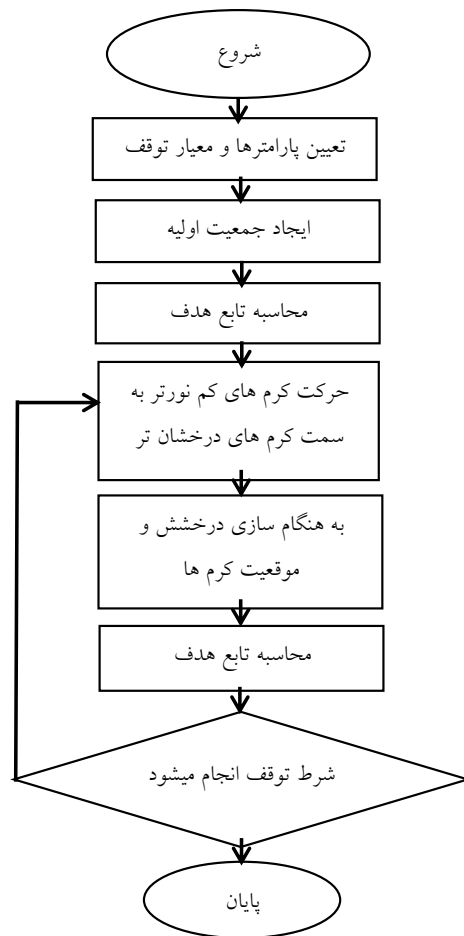 شروع
تعیین پارامترها و معیار توقف
ایجاد جمعیت اولیه
محاسبه تابع هدف
حرکت کرم های کم نورتر به
سمت کرم های درخشان تر
به هنگام سازی درخشش و
موقعیت کرم ها
محاسبه تابع هدف
شرط توقف انجام میشود
پایان